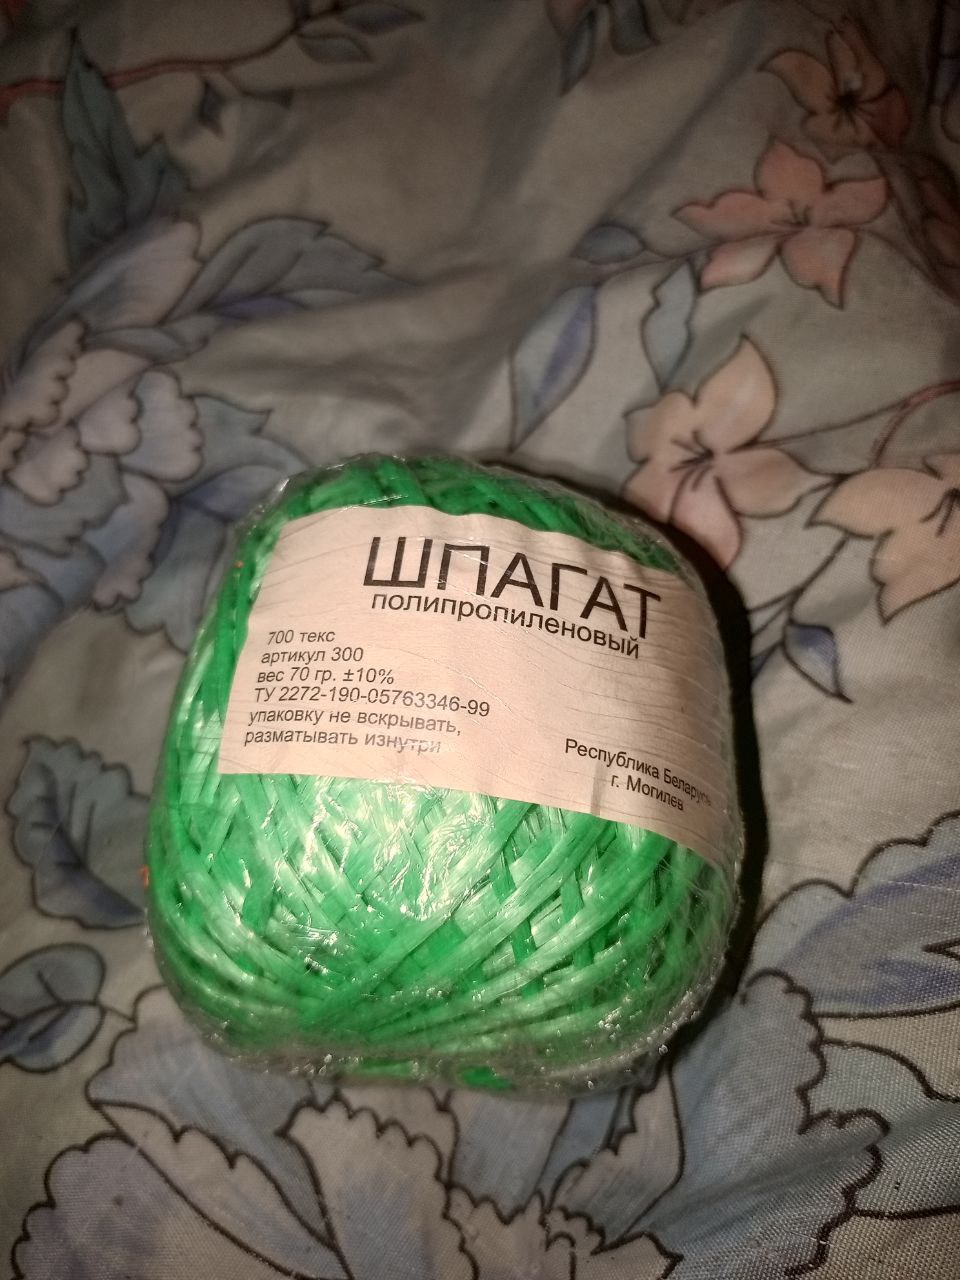 ШПАГАТ
полипропиленовый
700 текс
артикул 300
вес 70 гр. ±10%
ТУ 2272-190-05763346-99
упаковку не вскрывать,
разматывать изнутри
Республика Беларусь
г. Могилев